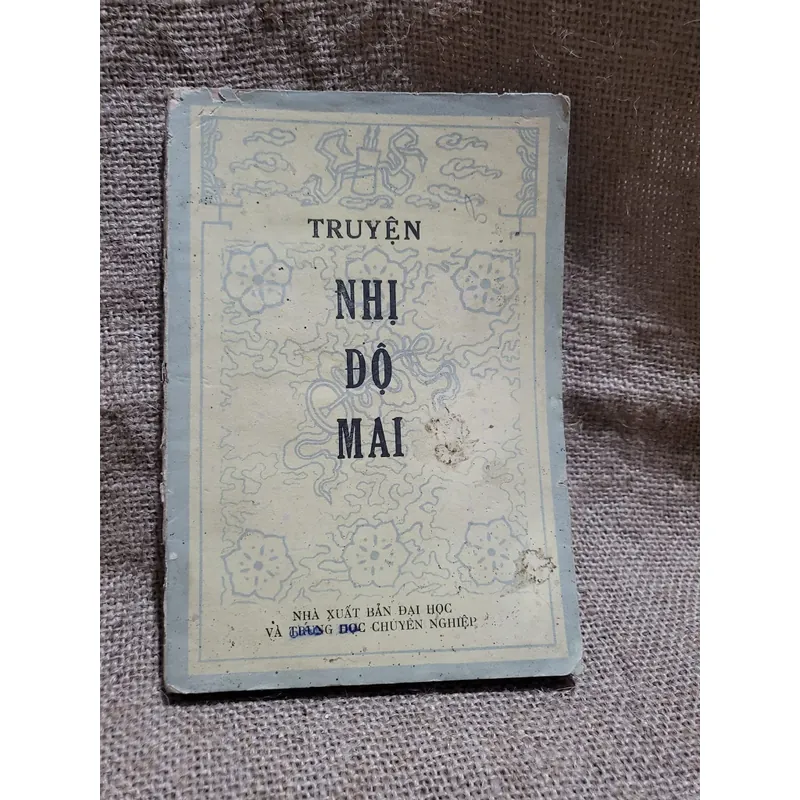 TRUYỆN
NHỊ
ĐỘ
MAI
NHÀ XUẤT BẢN ĐẠI HỌC
VÀ TRUNG HỌC CHUYÊN NGHIỆP